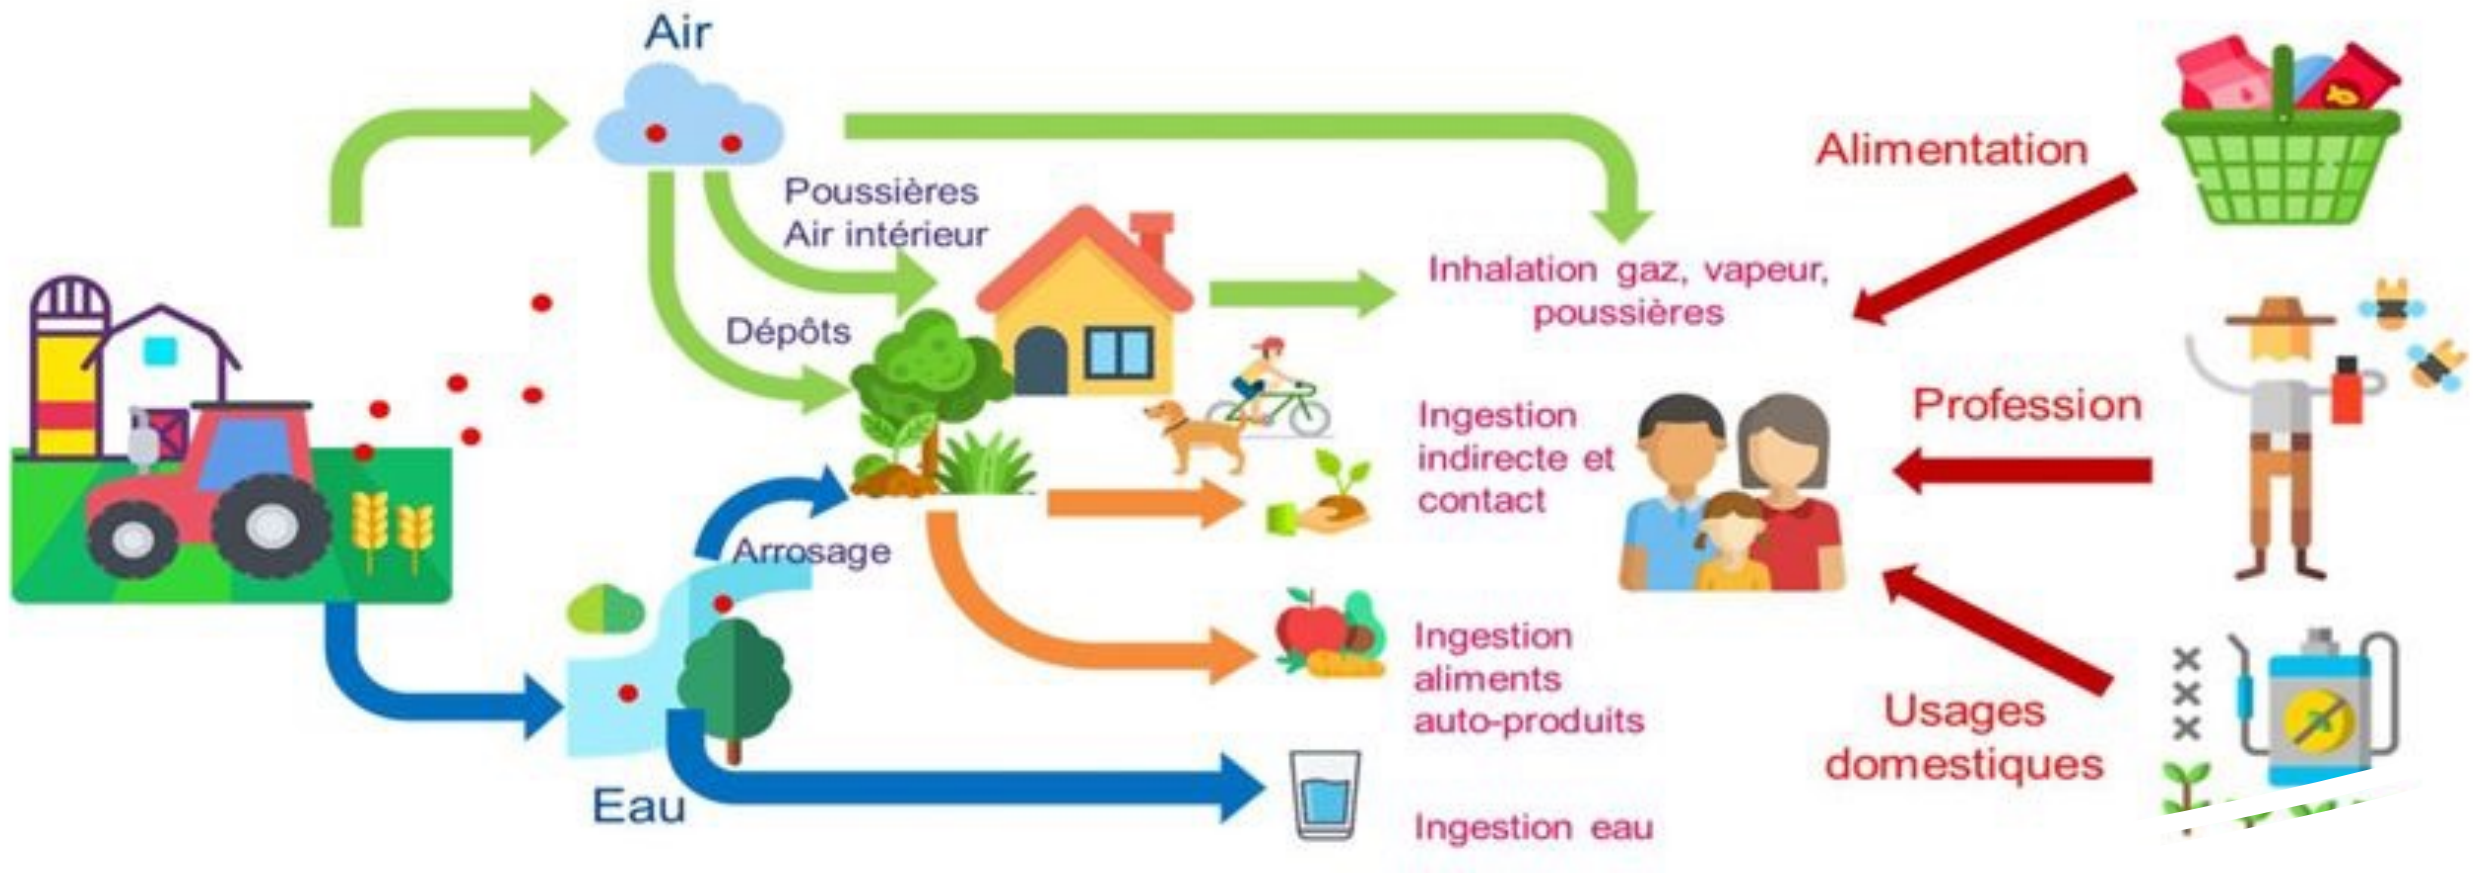 Air
Poussières
Air intérieur
Dépôts
Arrosage
Eau
Inhalation gaz, vapeur,
poussières
Ingestion
indirecte et
contact
Ingestion
aliments
auto-produits
Ingestion eau
Alimentation
Profession
Usages
domestiques